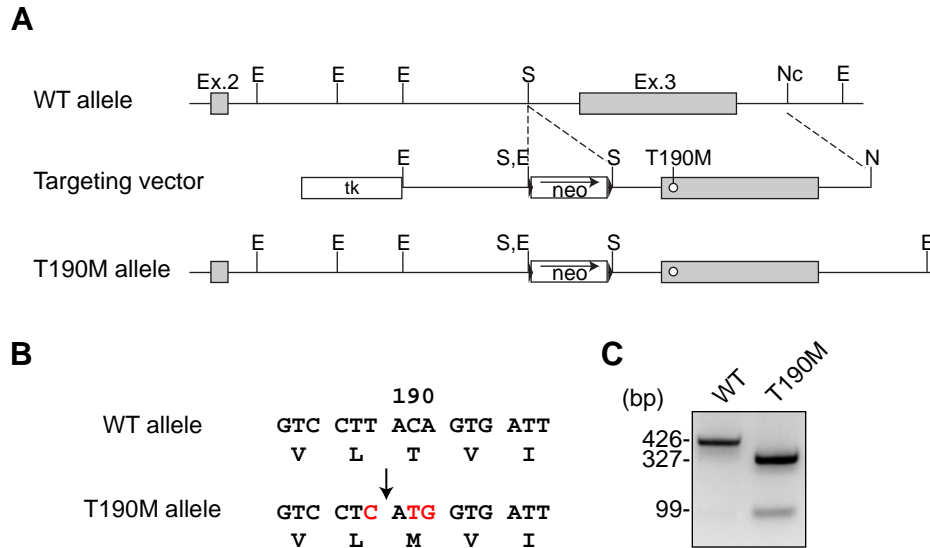 A
Ex.2 E E E S Ex.3 Nc E
WT allele
E S,E S T190M N
Targeting vector
tk neo
E E E S,E S E
T190M allele
neo
B
190
WT allele GTC CTT ACA GTG ATT
V L T V I
T190M allele GTC CTC ATG GTG ATT
V L M V I
C
WT T190M
(bp)
426-
327-
99-